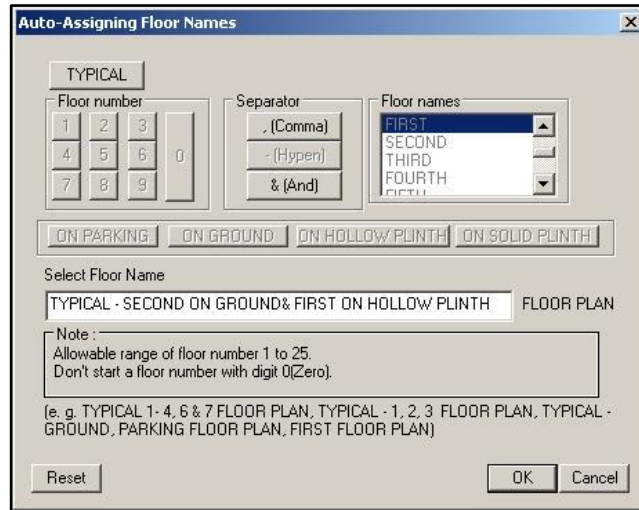 Auto-Assigning Floor Names
TYPICAL
Floor number
1 2 3
4 5 6 0
7 8 9
Separator
, (Comma)
- (Hypen)
& (And)
Floor names
FIRST
SECOND
THIRD
FOURTH
FIFTH
ON PARKING ON GROUND ON HOLLOW PLINTH ON SOLID PLINTH
Select Floor Name
TYPICAL - SECOND ON GROUND& FIRST ON HOLLOW PLINTH FLOOR PLAN
Note :
Allowable range of floor number 1 to 25.
Don't start a floor number with digit 0(Zero).
(e. g. TYPICAL 1- 4, 6 & 7 FLOOR PLAN, TYPICAL - 1, 2, 3 FLOOR PLAN, TYPICAL -
GROUND, PARKING FLOOR PLAN, FIRST FLOOR PLAN)
Reset OK Cancel